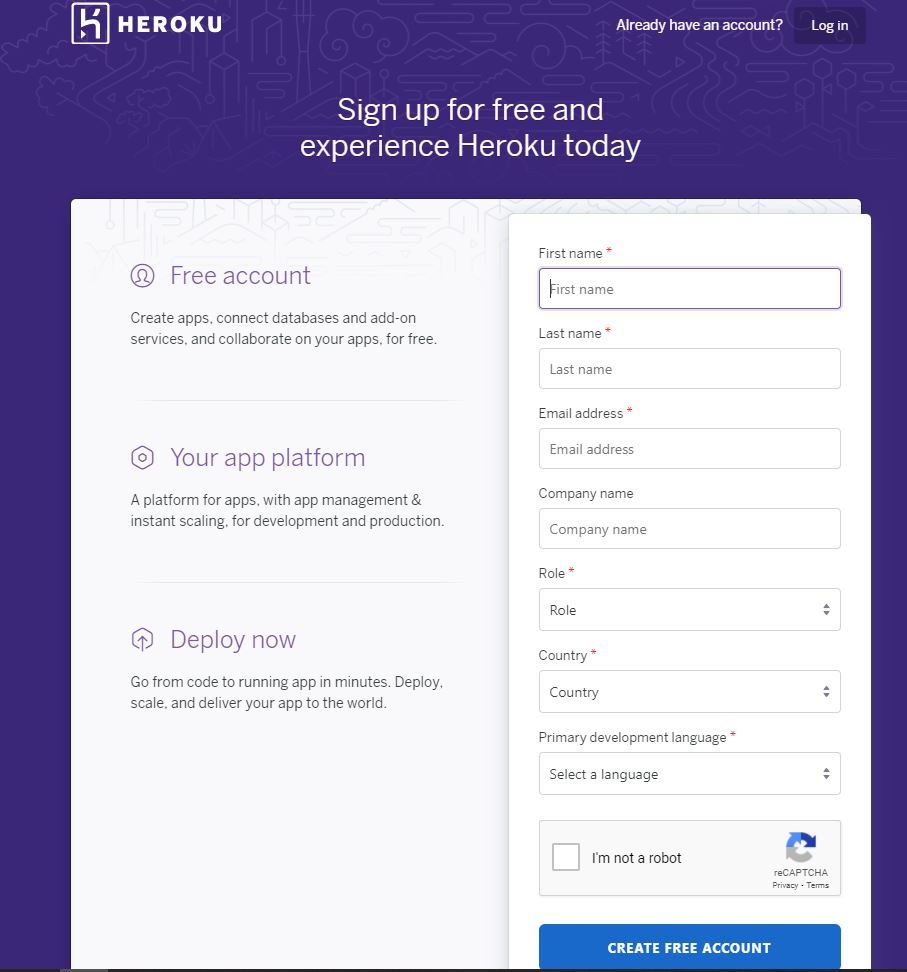 HEROKU
Already have an account?
Log in
Sign up for free and
experience Heroku today
Free account
Create apps, connect databases and add-on
services, and collaborate on your apps, for free.
Your app platform
A platform for apps, with app management &
instant scaling, for development and production.
Deploy now
Go from code to running app in minutes. Deploy,
scale, and deliver your app to the world.
First name *
First name
Last name *
Last name
Email address *
Email address
Company name
Company name
Role *
Role
Country *
Country
Primary development language *
Select a language
I'm not a robot
reCAPTCHA
Privacy - Terms
CREATE FREE ACCOUNT